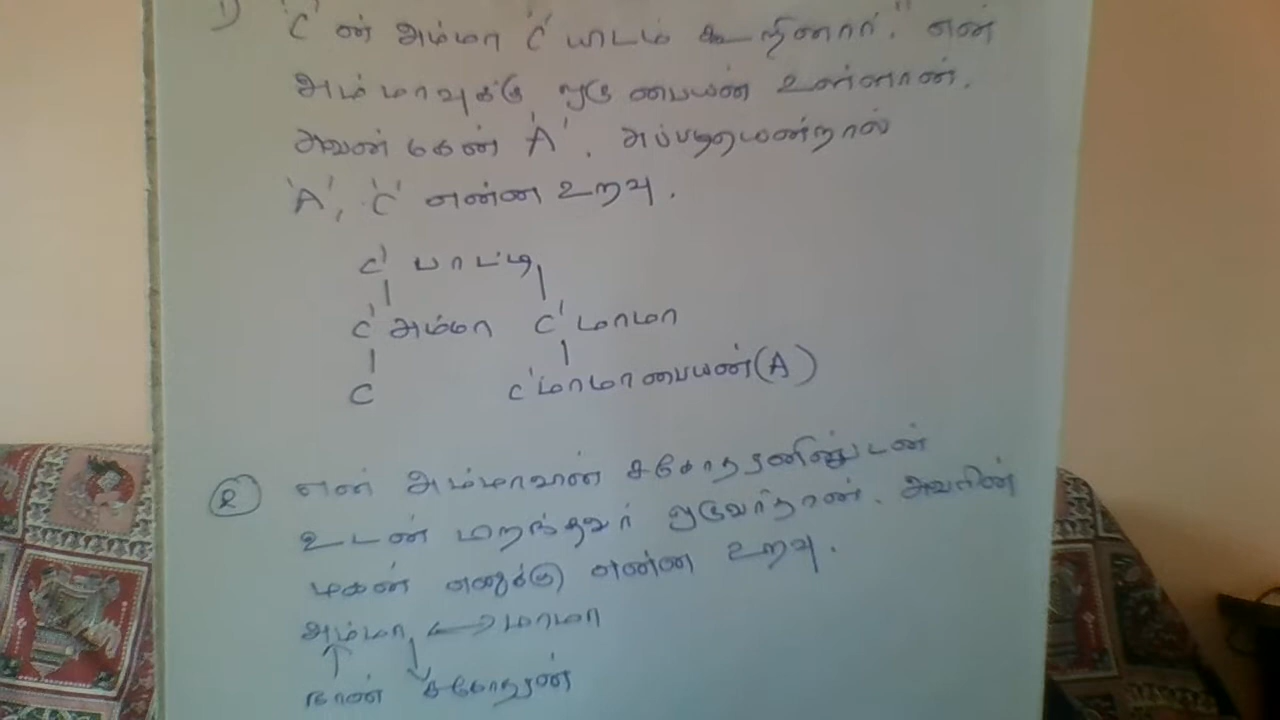 1) 'C' ன் அம்மா 'C' யிடம் கூறினார். " என்
அம்மாவுக்கு ஒரு பையன் உள்ளான்.
அவன் மகன் 'A'. அப்படியென்றால்
'A', 'C' என்ன உறவு.
C' பாட்டி
C' அம்மா C' மாமா
C C' மாமா பையன் (A)
2 என் அம்மாவின் சகோதரனின்
உடன் பிறந்தவர் ஒருவர்தான். அவரின்
மகன் எனக்கு என்ன உறவு.
அம்மா ↔ மாமா
நான் சகோதரன்